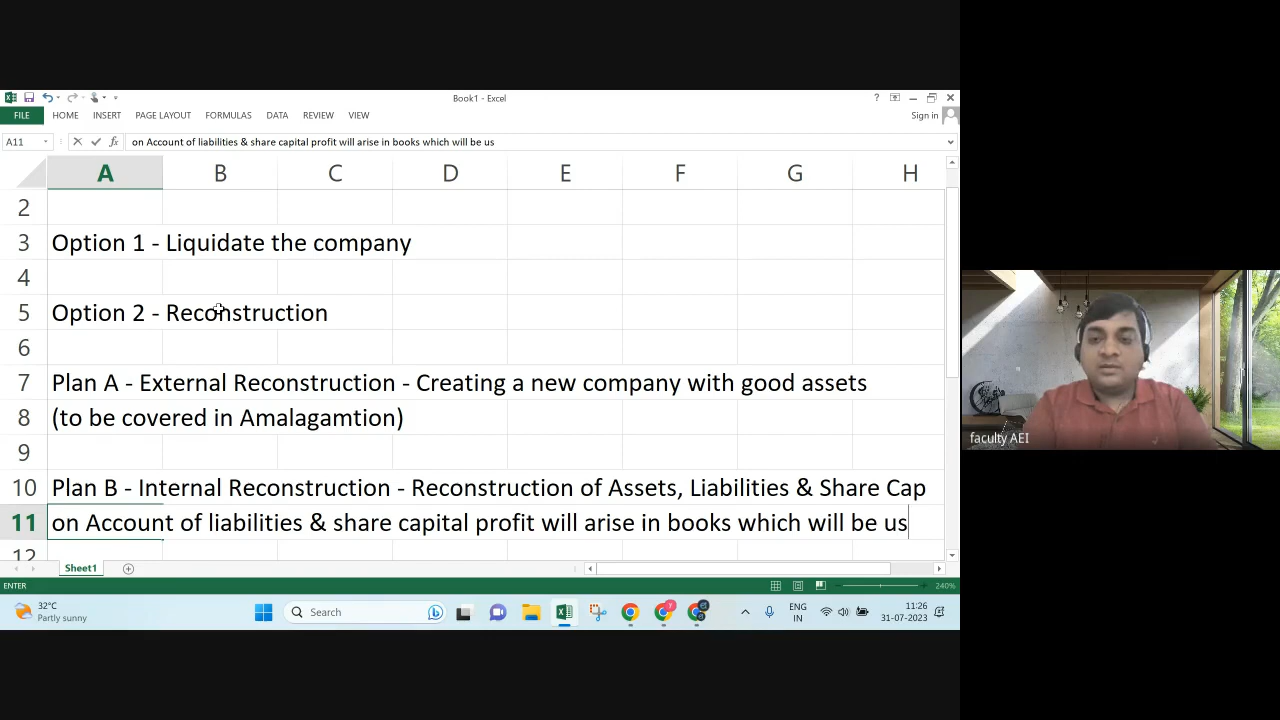 Book1 - Excel
?
FILE HOME INSERT PAGE LAYOUT FORMULAS DATA REVIEW VIEW
Sign in
A11
fx
on Account of liabilities & share capital profit will arise in books which will be us
A B C D E F G H
2
3 Option 1 - Liquidate the company
4
5 Option 2 - Reconstruction
6
7 Plan A - External Reconstruction - Creating a new company with good assets
8 (to be covered in Amalagamtion)
9
10 Plan B - Internal Reconstruction - Reconstruction of Assets, Liabilities & Share Cap
11 on Account of liabilities & share capital profit will arise in books which will be us
12
Sheet1
ENTER
240%
32°C
Partly sunny
Search
7
ENG
IN
11:26
31-07-2023
faculty AEI